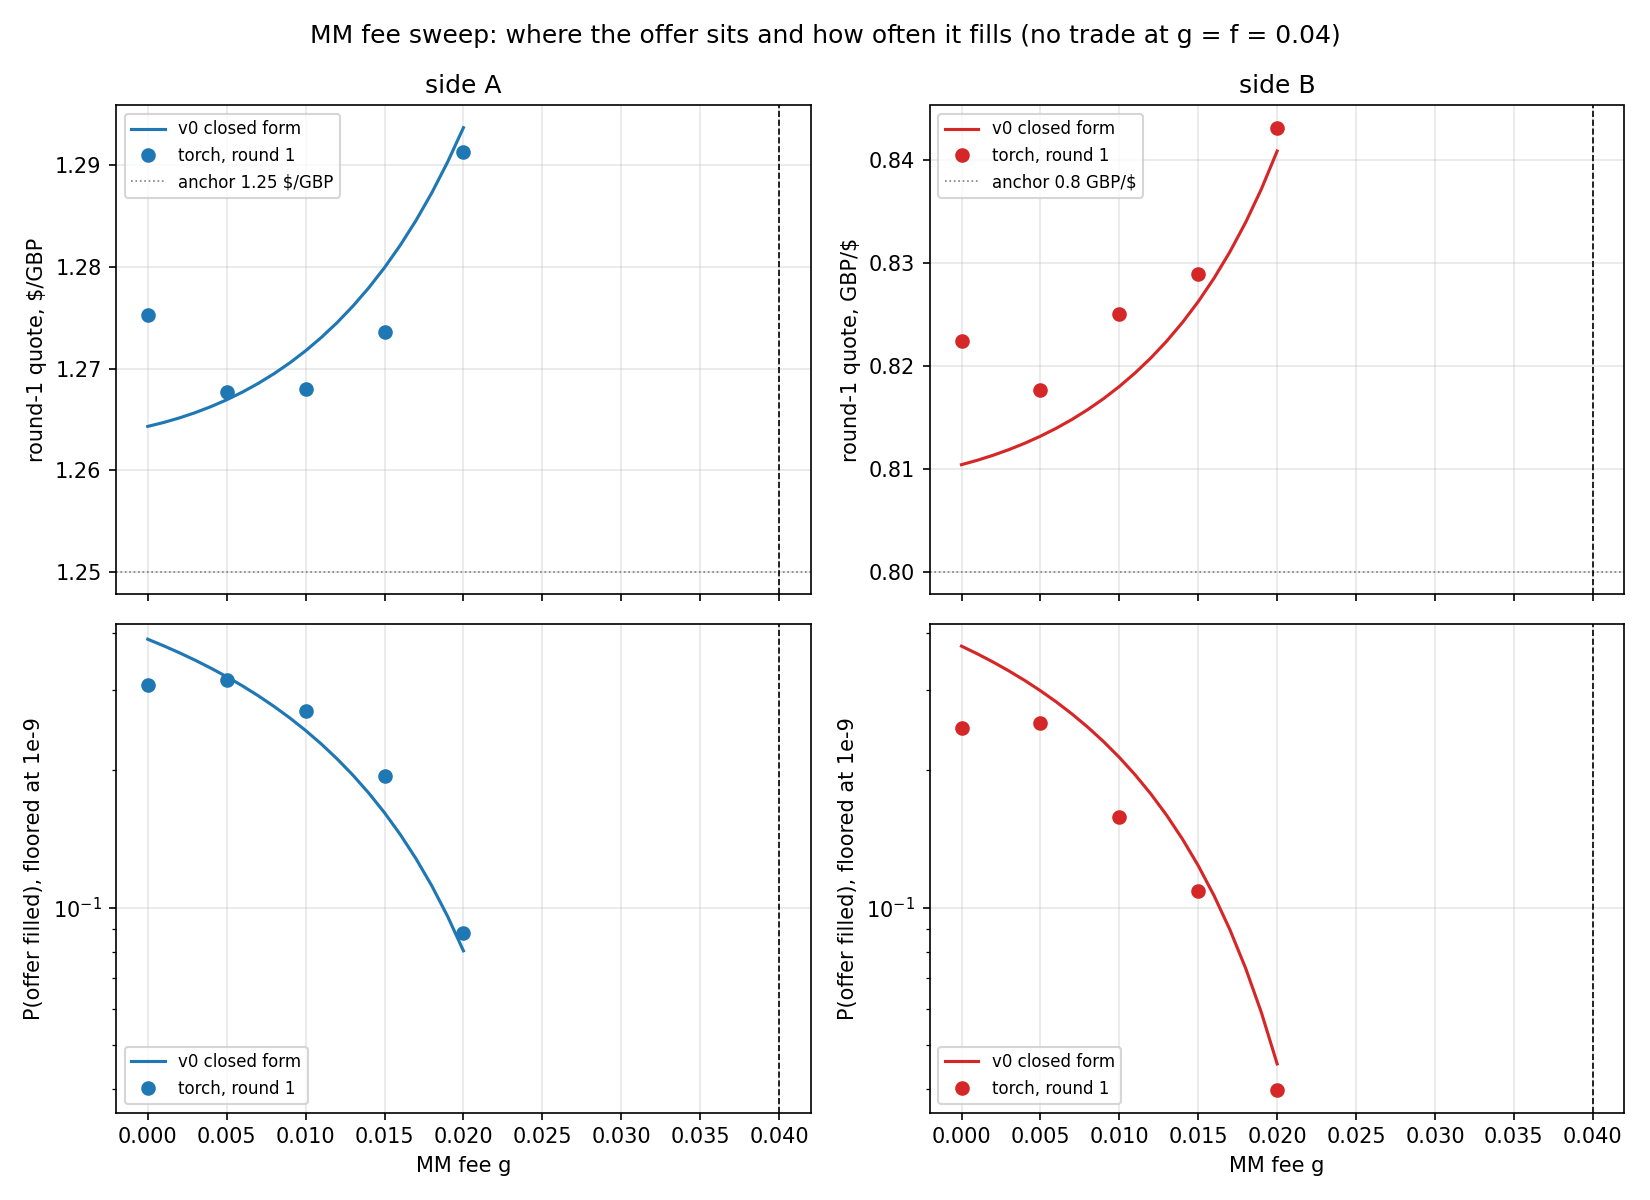 MM fee sweep: where the offer sits and how often it fills (no trade at g = f = 0.04)
side A
v0 closed form
torch, round 1
anchor 1.25 $/GBP
round-1 quote, $/GBP
1.29
1.28
1.27
1.26
1.25
side B
v0 closed form
torch, round 1
anchor 0.8 GBP/$
round-1 quote, GBP/$
0.84
0.83
0.82
0.81
0.80
P(offer filled), floored at 1e-9
10⁻¹
v0 closed form
torch, round 1
0.000 0.005 0.010 0.015 0.020 0.025 0.030 0.035 0.040
MM fee g
P(offer filled), floored at 1e-9
10⁻¹
v0 closed form
torch, round 1
0.000 0.005 0.010 0.015 0.020 0.025 0.030 0.035 0.040
MM fee g